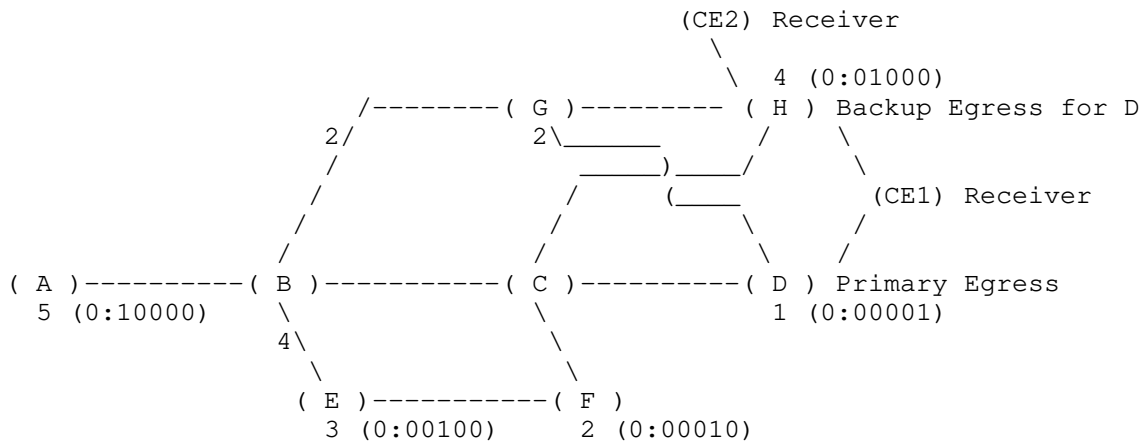 (CE2) Receiver
4 (0:01000)
( G ) ( H ) Backup Egress for D
2 2
(CE1) Receiver
( A ) ( B ) ( C ) ( D ) Primary Egress
5 (0:10000) 1 (0:00001)
4
( E ) ( F )
3 (0:00100) 2 (0:00010)